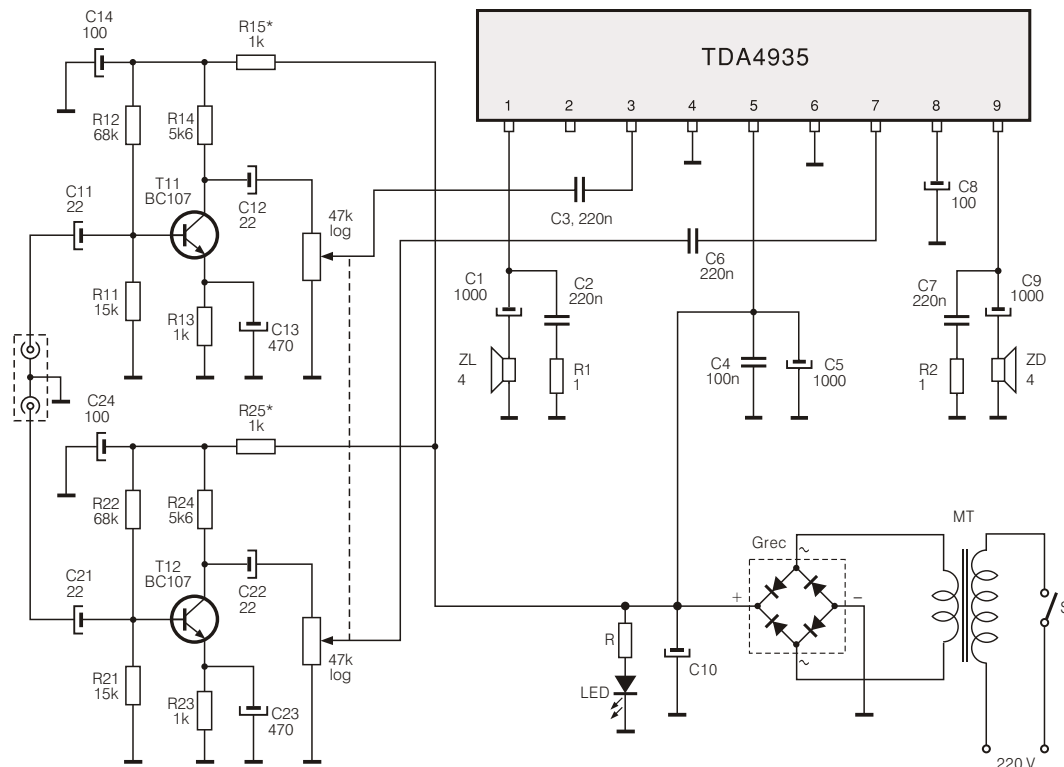 C14
100
R15*
1k
TDA4935
1 2 3 4 5 6 7 8 9
R12
68k
R14
5k6
C11
22
T11
BC107
C12
22
47k
log
C3, 220n
C6
220n
C8
100
R11
15k
R13
1k
C13
470
C1
1000
C2
220n
C7
220n
C9
1000
ZL
4
R1
1
C4
100n
C5
1000
R2
1
ZD
4
C24
100
R25*
1k
R22
68k
R24
5k6
C21
22
T12
BC107
C22
22
47k
log
R21
15k
R23
1k
C23
470
R
LED
C10
Grec
~
+
–
~
MT
S
220 V